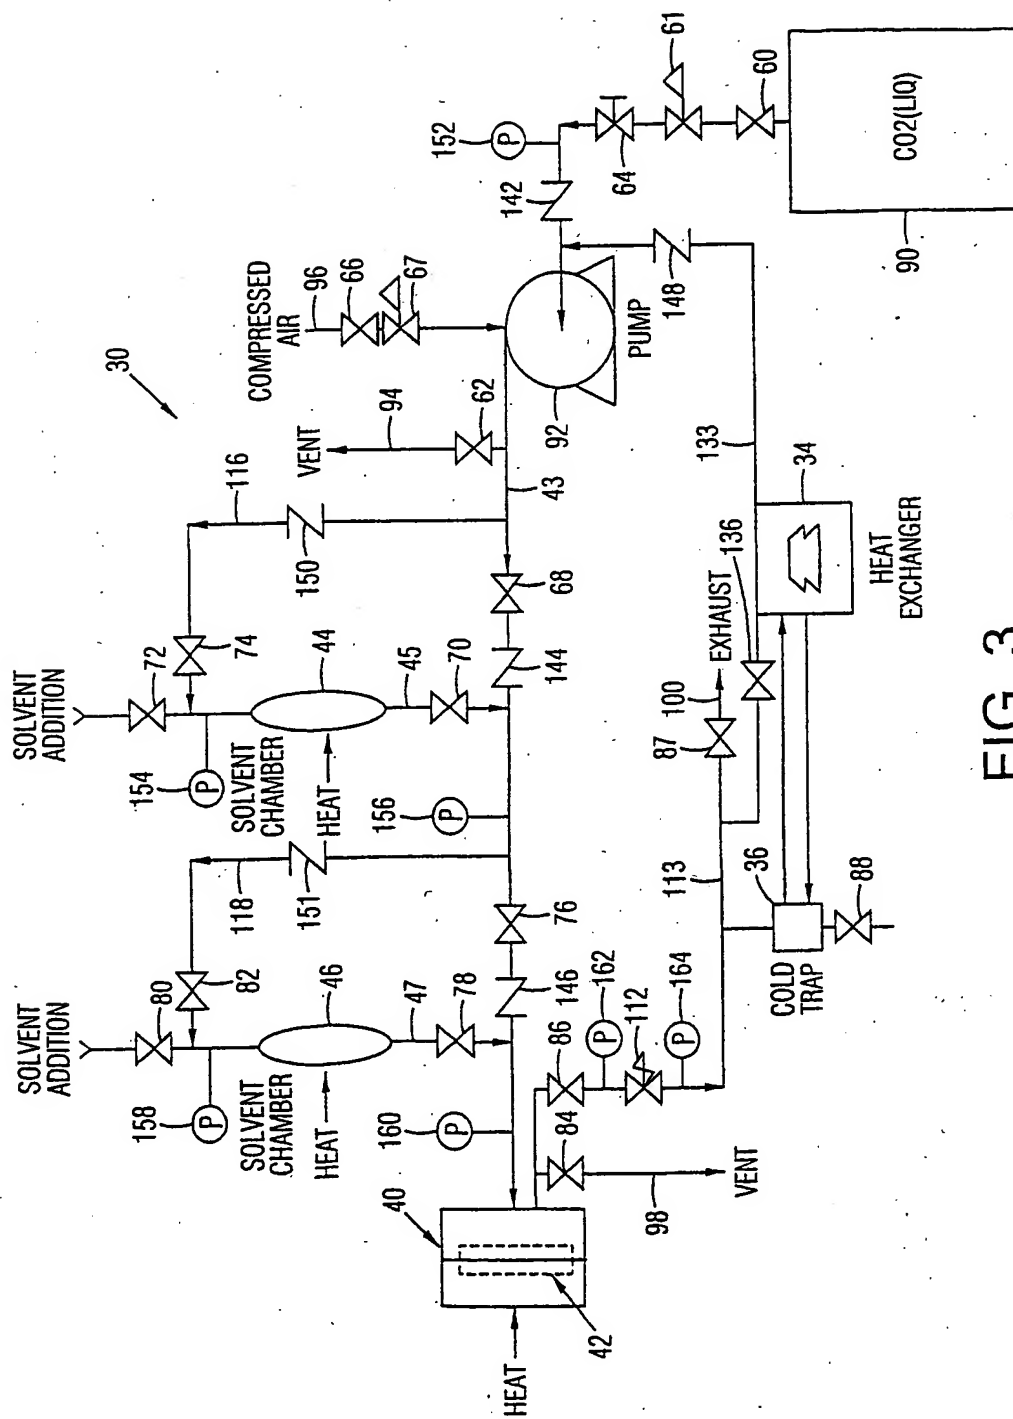 30
SOLVENT
ADDITION
80
82
158
P
SOLVENT
CHAMBER
46
HEAT
47
78
118
151
SOLVENT
ADDITION
72
74
154
P
SOLVENT
CHAMBER
44
HEAT
45
70
116
150
VENT
94
62
COMPRESSED
AIR
96
66
67
152
P
142
64
61
60
CO2(LIQ)
90
HEAT
40
42
160
P
146
76
156
P
144
68
43
92
PUMP
148
84
98
VENT
86
162
P
112
P
164
113
87
100
EXHAUST
136
133
COLD
TRAP
36
88
34
HEAT
EXCHANGER
FIG. 3